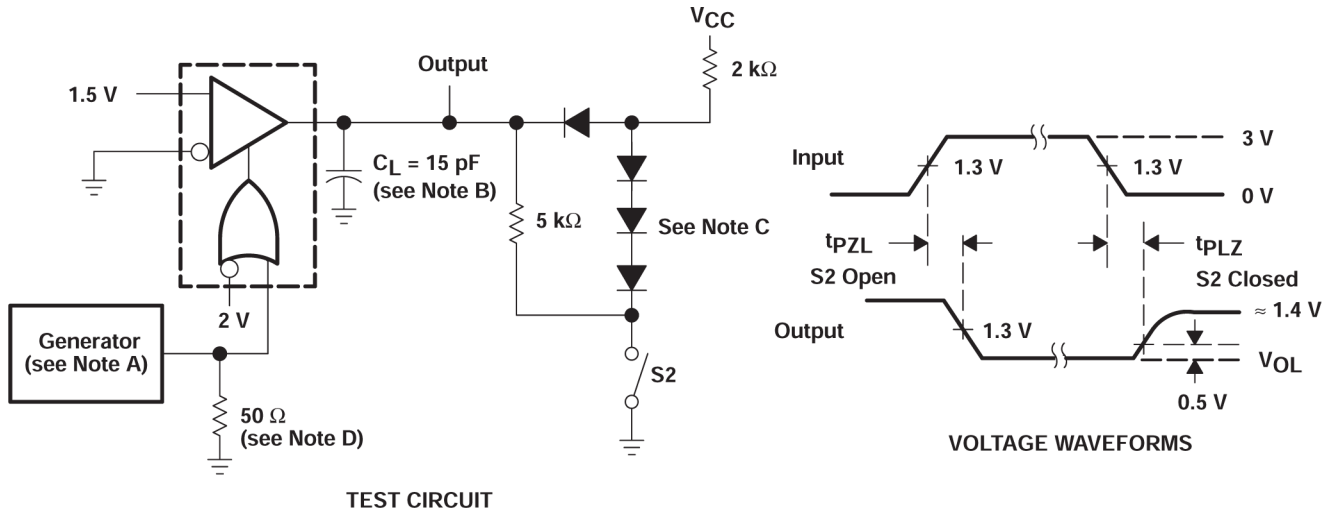 VCC
2 kΩ
Output
1.5 V
CL = 15 pF
(see Note B)
5 kΩ
See Note C
2 V
Generator
(see Note A)
50 Ω
(see Note D)
S2
TEST CIRCUIT
3 V
Input
1.3 V
1.3 V
0 V
tPZL
tPLZ
S2 Open
S2 Closed
≈ 1.4 V
Output
1.3 V
VOL
0.5 V
VOLTAGE WAVEFORMS